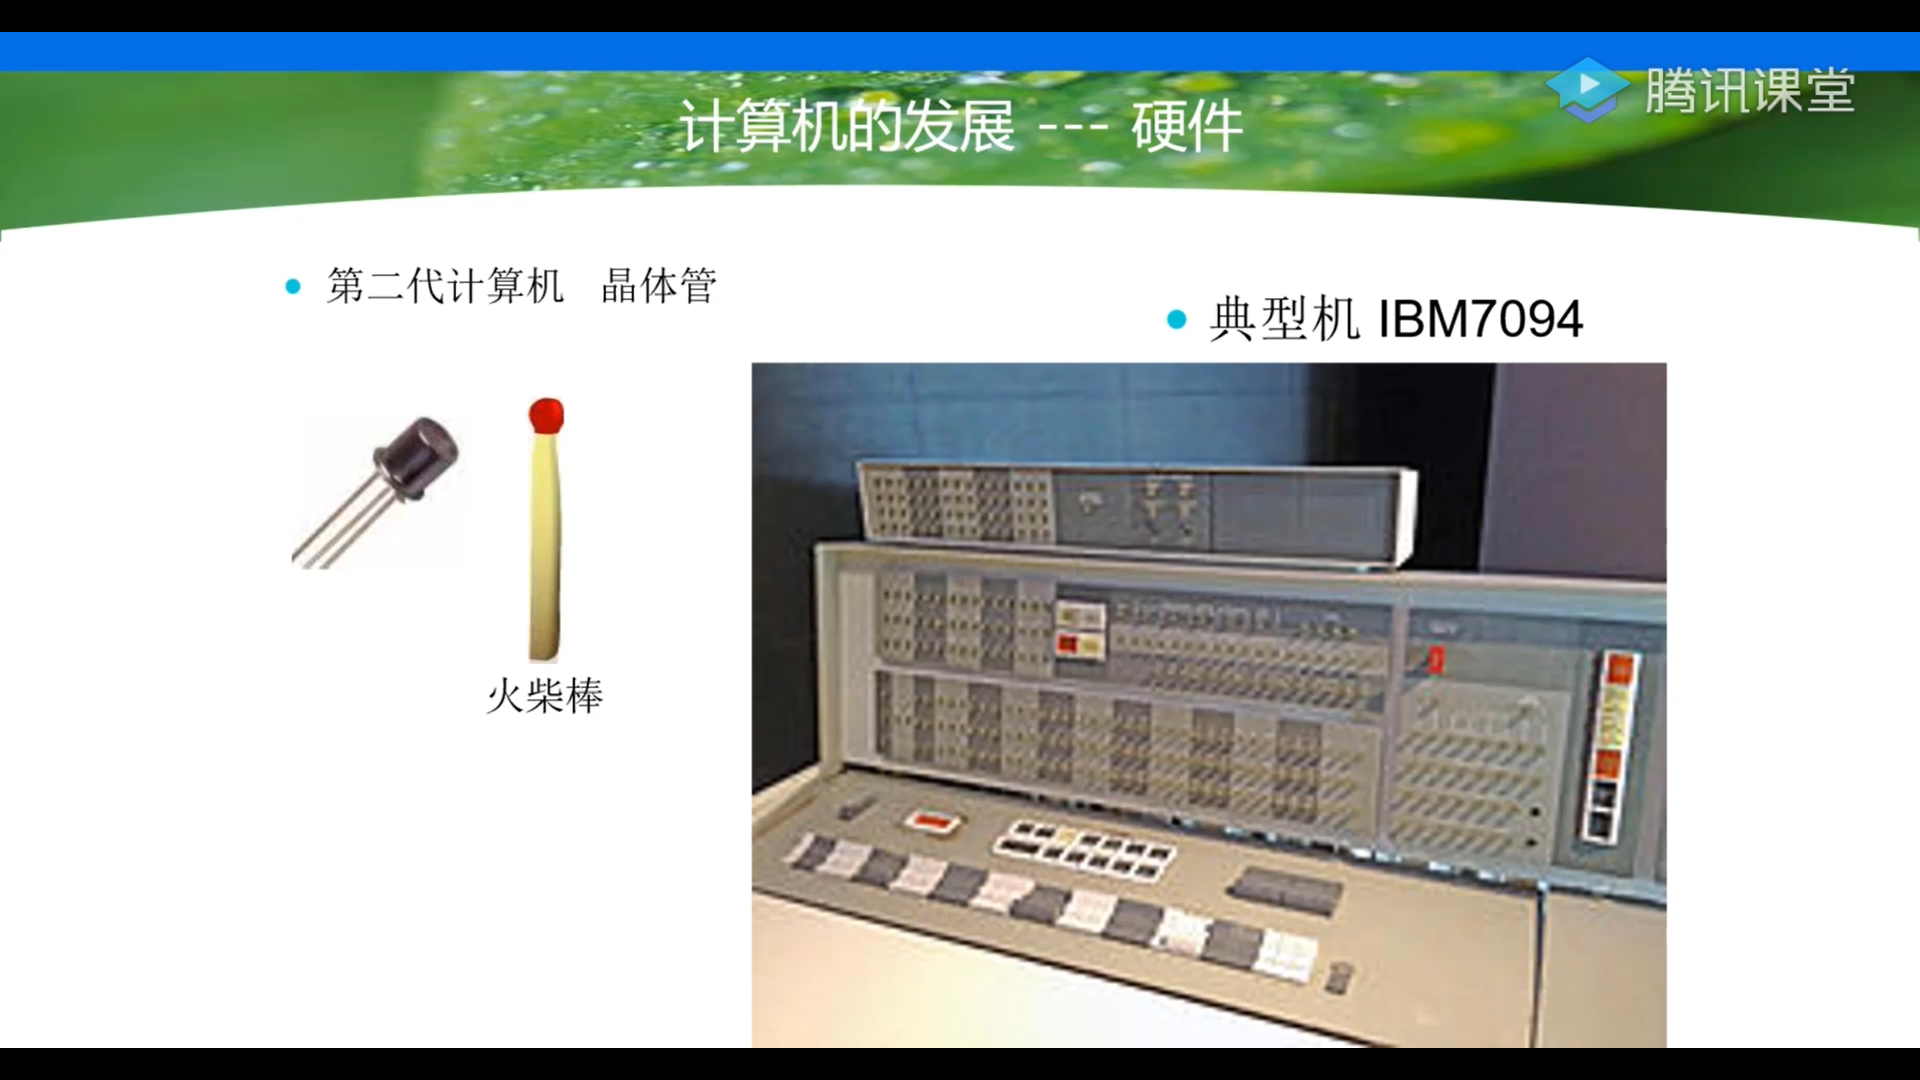 腾讯课堂
计算机的发展 --- 硬件
第二代计算机 晶体管
典型机 IBM7094
火柴棒